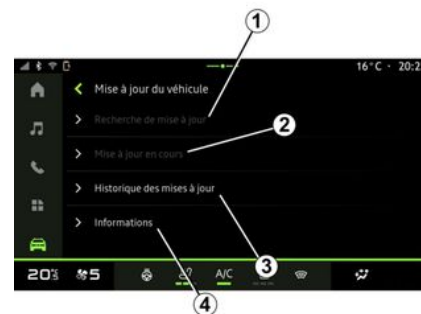 1
16°C · 20:2
Mise à jour du véhicule
Recherche de mise à jour
2
Mise à jour en cours
Historique des mises à jour
Informations
3
20 5 A/C
4